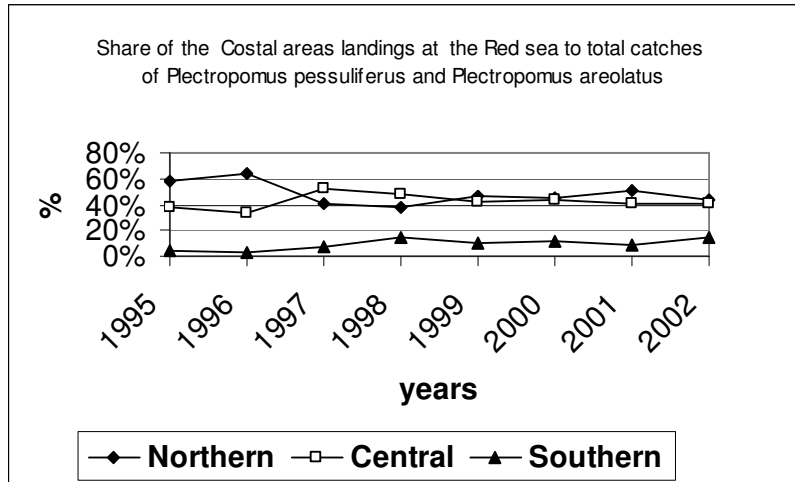 Share of the Costal areas landings at the Red sea to total catches
of Plectropomus pessuliferus and Plectropomus areolatus
80%
60%
40%
20%
0%
%
1995
1996
1997
1998
1999
2000
2001
2002
years
Northern
Central
Southern